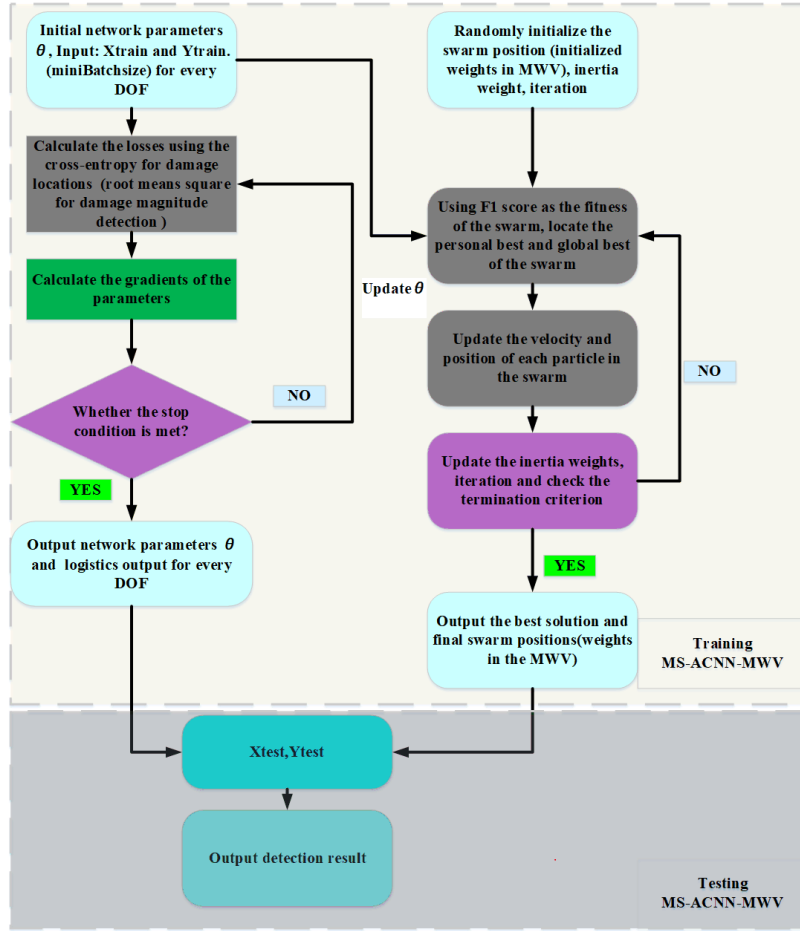 Initial network parameters
θ, Input: Xtrain and Ytrain.
(miniBatchsize) for every
DOF
Calculate the losses using the
cross-entropy for damage
locations (root means square
for damage magnitude
detection )
Calculate the gradients of the
parameters
Whether the stop
condition is met?
NO
Update θ
YES
Output network parameters θ
and logistics output for every
DOF
Randomly initialize the
swarm position (initialized
weights in MWV), inertia
weight, iteration
Using F1 score as the fitness
of the swarm, locate the
personal best and global best
of the swarm
Update the velocity and
position of each particle in
the swarm
NO
Update the inertia weights,
iteration and check the
termination criterion
YES
Output the best solution and
final swarm positions(weights
in the MWV)
Training
MS-ACNN-MWV
Xtest,Ytest
Output detection result
Testing
MS-ACNN-MWV